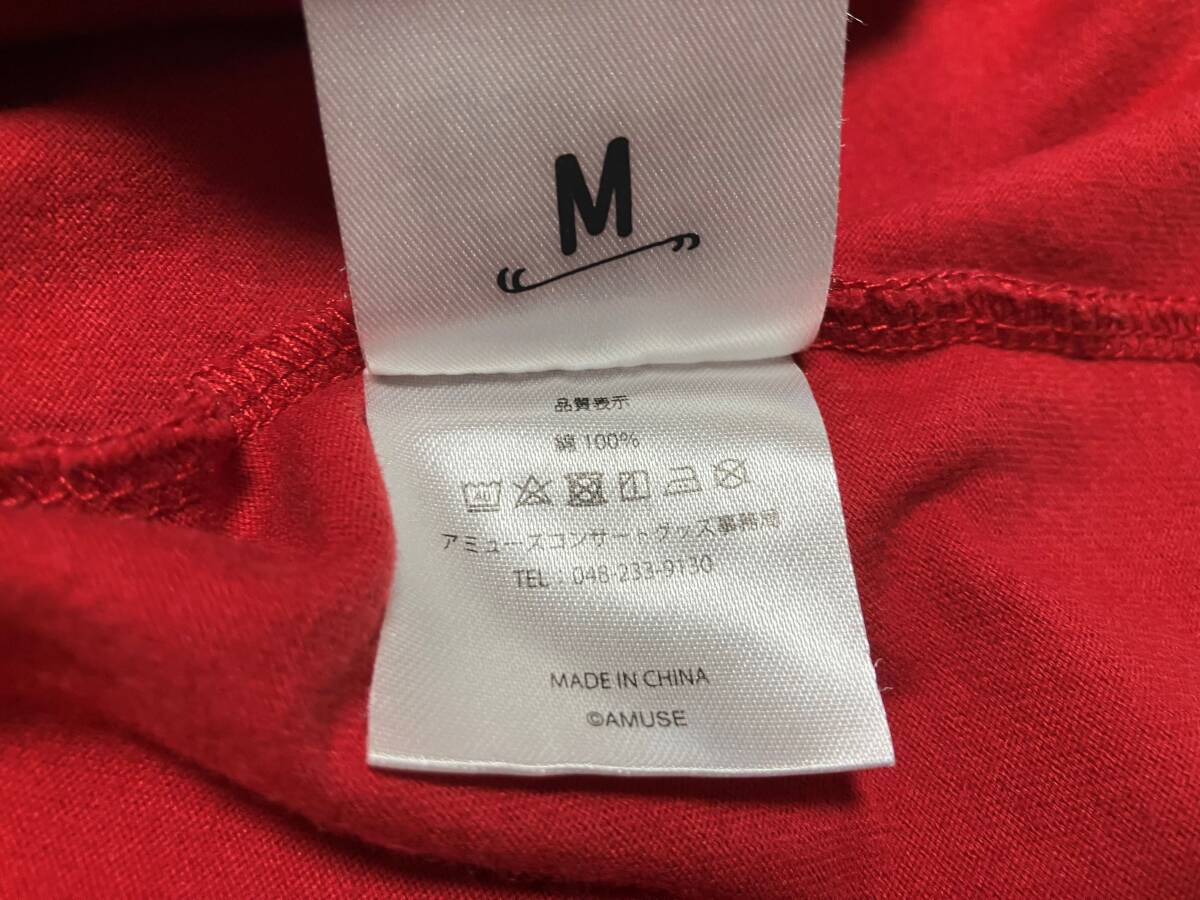 M
品質表示
綿 100%
アミューズコンサートグッズ事務局
TEL : 048-233-9130
MADE IN CHINA
©AMUSE